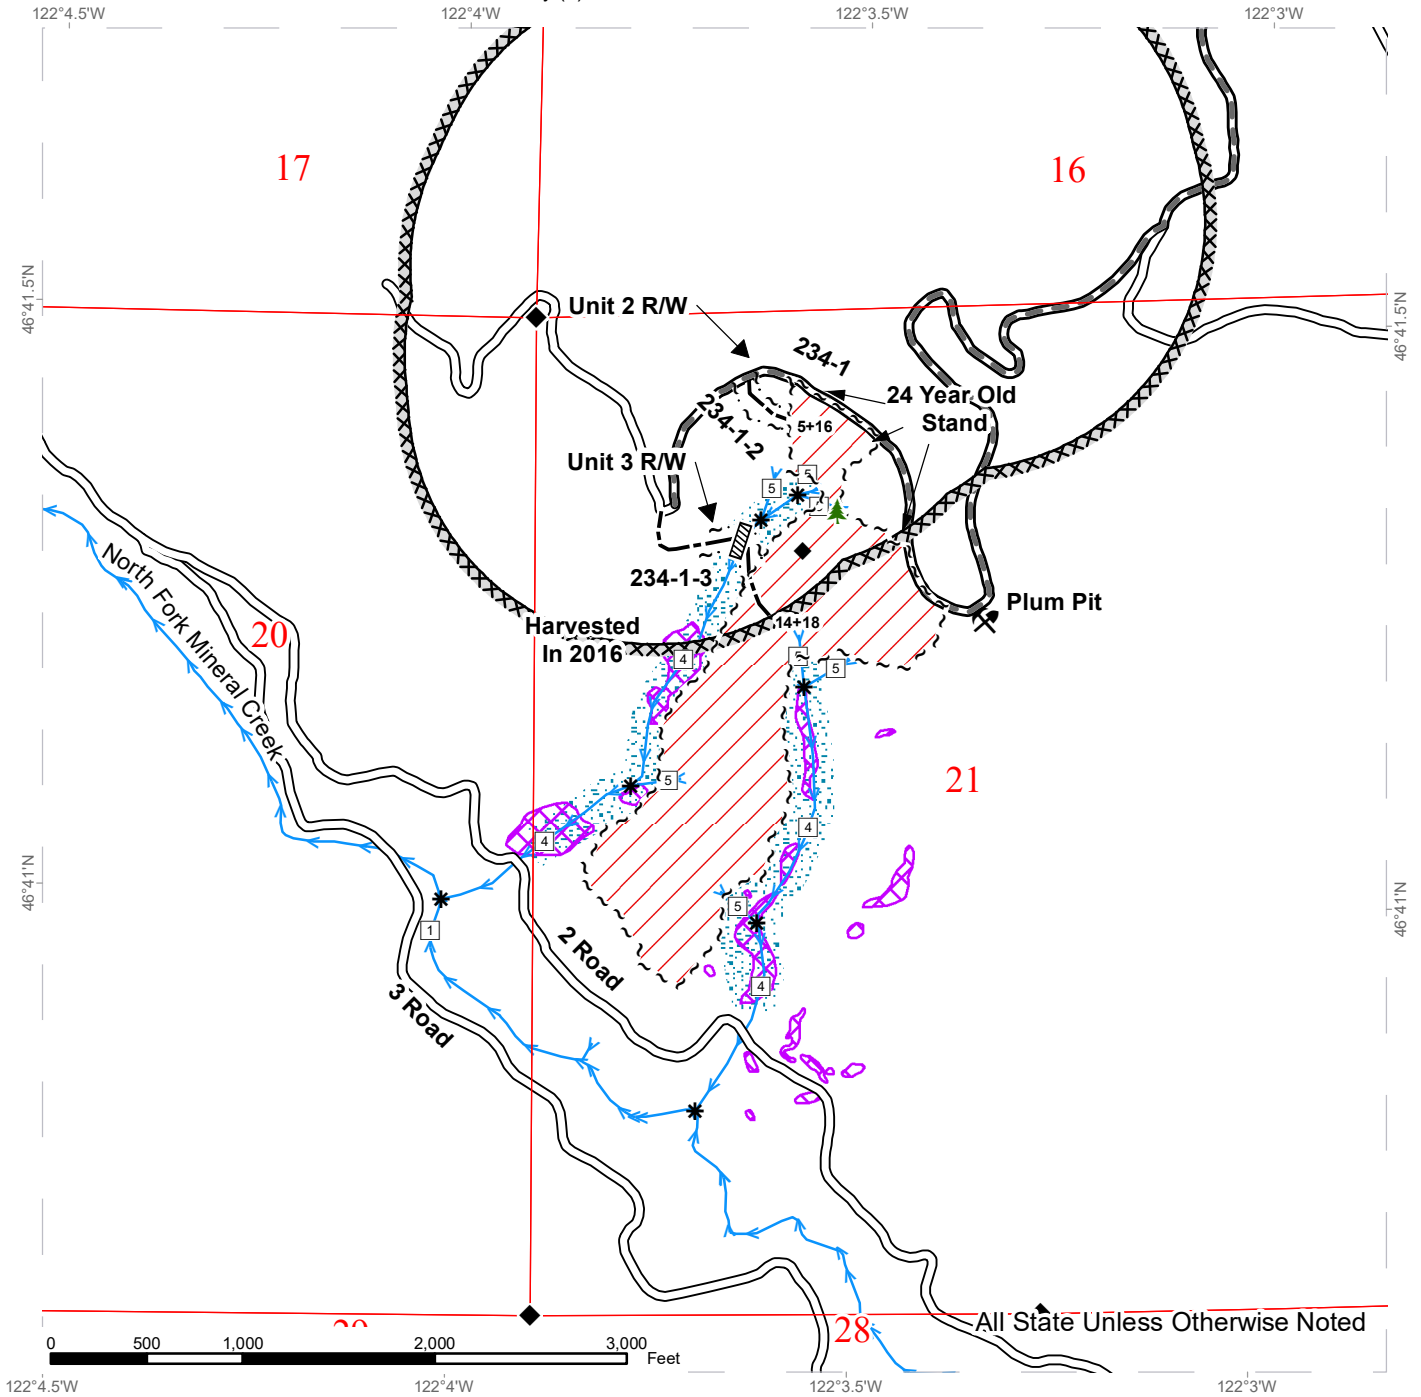 122°4.5'W
122°4'W
122°3.5'W
122°3'W
17
16
46°41.5'N
46°41.5'N
Unit 2 R/W
234-1
24 Year Old
Stand
234-1-2
5+16
Unit 3 R/W
5
5
234-1-3
Plum Pit
North Fork Mineral Creek
20
Harvested
In 2016
14+18
4
5
5
5
21
4
4
46°41'N
46°41'N
5
1
2 Road
3 Road
4
28
All State Unless Otherwise Noted
0
500
1,000
2,000
3,000
Feet
122°4.5'W
122°4'W
122°3.5'W
122°3'W